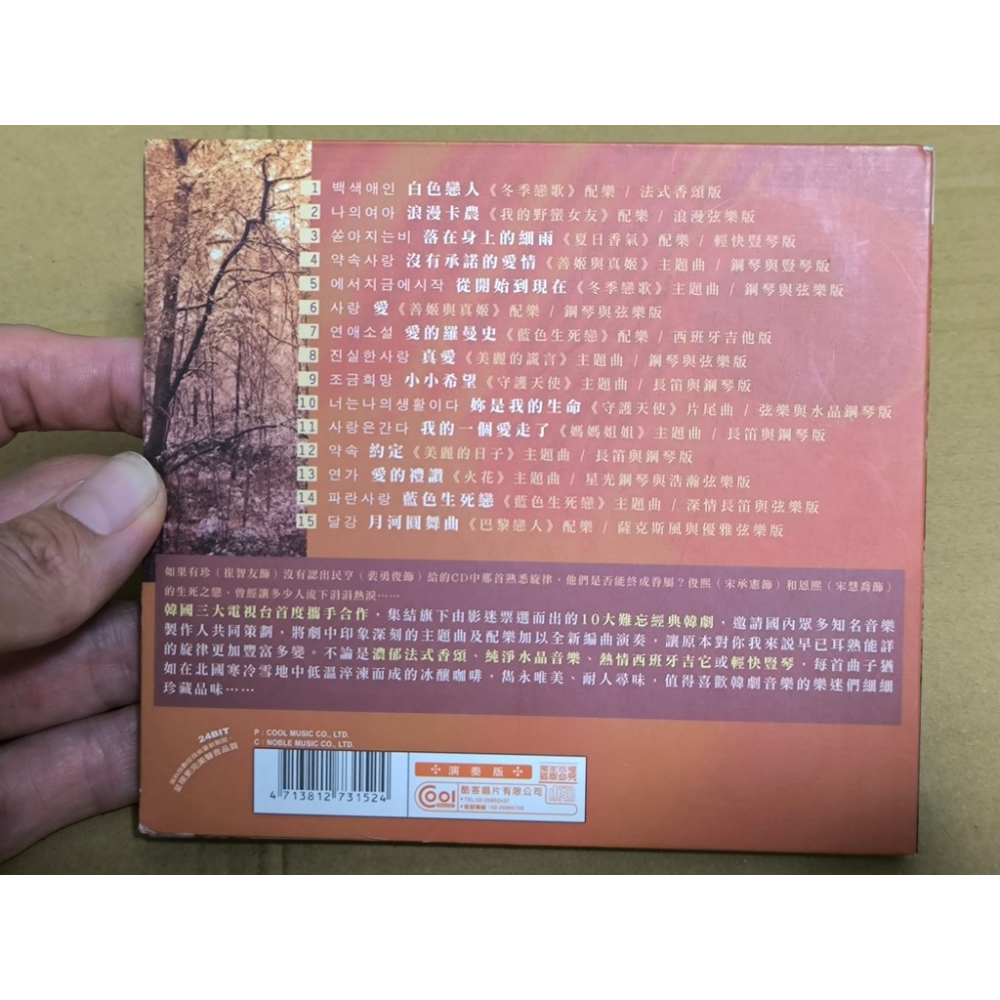 1 백색애인 白色戀人《冬季戀歌》配樂 / 法式香頌版
2 나의여아 浪漫卡農《我的野蠻女友》配樂 / 浪漫弦樂版
3 쏟아지는비 落在身上的細雨《夏日香氣》配樂 / 輕快豎琴版
4 약속사랑 沒有承諾的愛情《善姬與真姬》主題曲 / 鋼琴與豎琴版
5 에서지금에시작 從開始到現在《冬季戀歌》主題曲 / 鋼琴與弦樂版
6 사랑 愛《善姬與真姬》配樂 / 鋼琴與弦樂版
7 연애소설 愛的羅曼史《藍色生死戀》配樂 / 西班牙吉他版
8 진실한사랑 真愛《美麗的謊言》主題曲 / 鋼琴與弦樂版
9 조금희망 小小希望《守護天使》主題曲 / 長笛與鋼琴版
10 너는나의생활이다 妳是我的生命《守護天使》片尾曲 / 弦樂與水晶鋼琴版
11 사랑은간다 我的一個愛走了《媽媽姐姐》主題曲 / 長笛與鋼琴版
12 약속 約定《美麗的日子》主題曲 / 長笛與鋼琴版
13 연가 愛的禮讚《火花》主題曲 / 星光鋼琴與浩瀚弦樂版
14 파란사랑 藍色生死戀《藍色生死戀》主題曲 / 深情長笛與弦樂版
15 달강 月河圓舞曲《巴黎戀人》配樂 / 薩克斯風與優雅弦樂版
如果有珍（崔智友飾）沒有認出民亨（裴勇俊飾）給的CD中那首熟悉旋律，他們是否能終成眷屬？俊熙（宋承憲飾）和恩熙（宋慧喬飾）
的生死之戀，曾經讓多少人流下滔滔熱淚……
韓國三大電視台首度攜手合作，集結旗下由影迷票選而出的10大難忘經典韓劇，邀請國內眾多知名音樂
製作人共同策劃，將劇中印象深刻的主題曲及配樂加以全新編曲演奏，讓原本對你我來說早已耳熟能詳
的旋律更加豐富多變。不論是濃郁法式香頌、純淨水晶音樂、熱情西班牙吉它或輕快豎琴，每首曲子猶
如在北國寒冷雪地中低溫淬湅而成的冰釀咖啡，雋永唯美、耐人尋味，值得喜歡韓劇音樂的樂迷們細細
珍藏品味……
24BIT
P : COOL MUSIC CO., LTD.
C : NOBLE MUSIC CO., LTD.
4 713812 731524
演奏版
Cool
酷客唱片有限公司